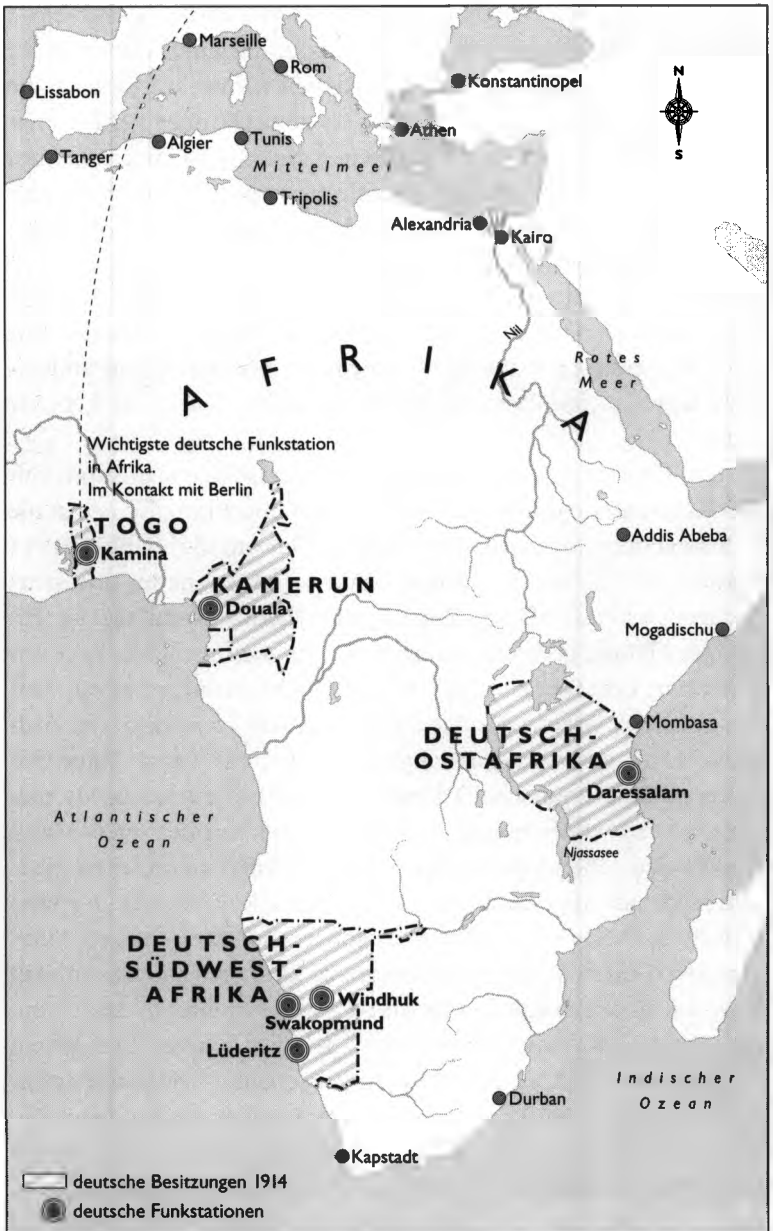 Marseille
Rom
Konstantinopel
N
S
Lissabon
Athen
Tanger
Algier
Tunis
Mittelmeer
Tripolis
Alexandria
Kairo
Nil
Rotes
Meer
AFRIKA
Wichtigste deutsche Funkstation
in Afrika.
Im Kontakt mit Berlin
TOGO
Kamina
KAMERUN
Douala
Addis Abeba
Mogadischu
Mombasa
DEUTSCH-
OSTAFRIKA
Daressalam
Njassasee
Atlantischer
Ozean
DEUTSCH-
SÜDWEST-
AFRIKA
Windhuk
Swakopmund
Lüderitz
Indischer
Ozean
Durban
Kapstadt
deutsche Besitzungen 1914
deutsche Funkstationen